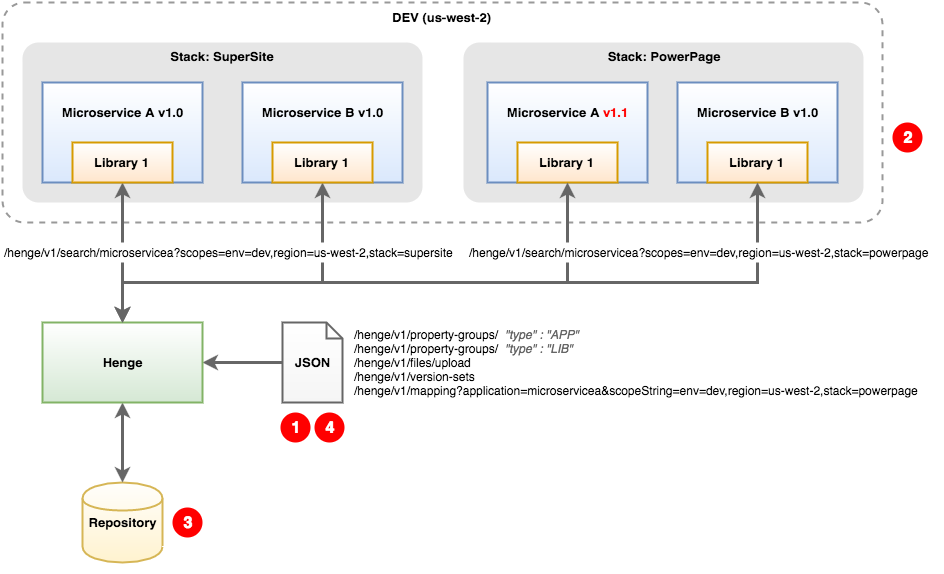 DEV (us-west-2)
Stack: SuperSite
Stack: PowerPage
Microservice A v1.0
Microservice B v1.0
Microservice A v1.1
Microservice B v1.0
2
Library 1
Library 1
Library 1
Library 1
/henge/v1/search/microservicea?scopes=env=dev,region=us-west-2,stack=supersite
/henge/v1/search/microservicea?scopes=env=dev,region=us-west-2,stack=powerpage
Henge
JSON
/henge/v1/property-groups/ "type" : "APP"
/henge/v1/property-groups/ "type" : "LIB"
/henge/v1/files/upload
/henge/v1/version-sets
/henge/v1/mapping?application=microservicea&scopeString=env=dev,region=us-west-2,stack=powerpage
1
4
Repository
3